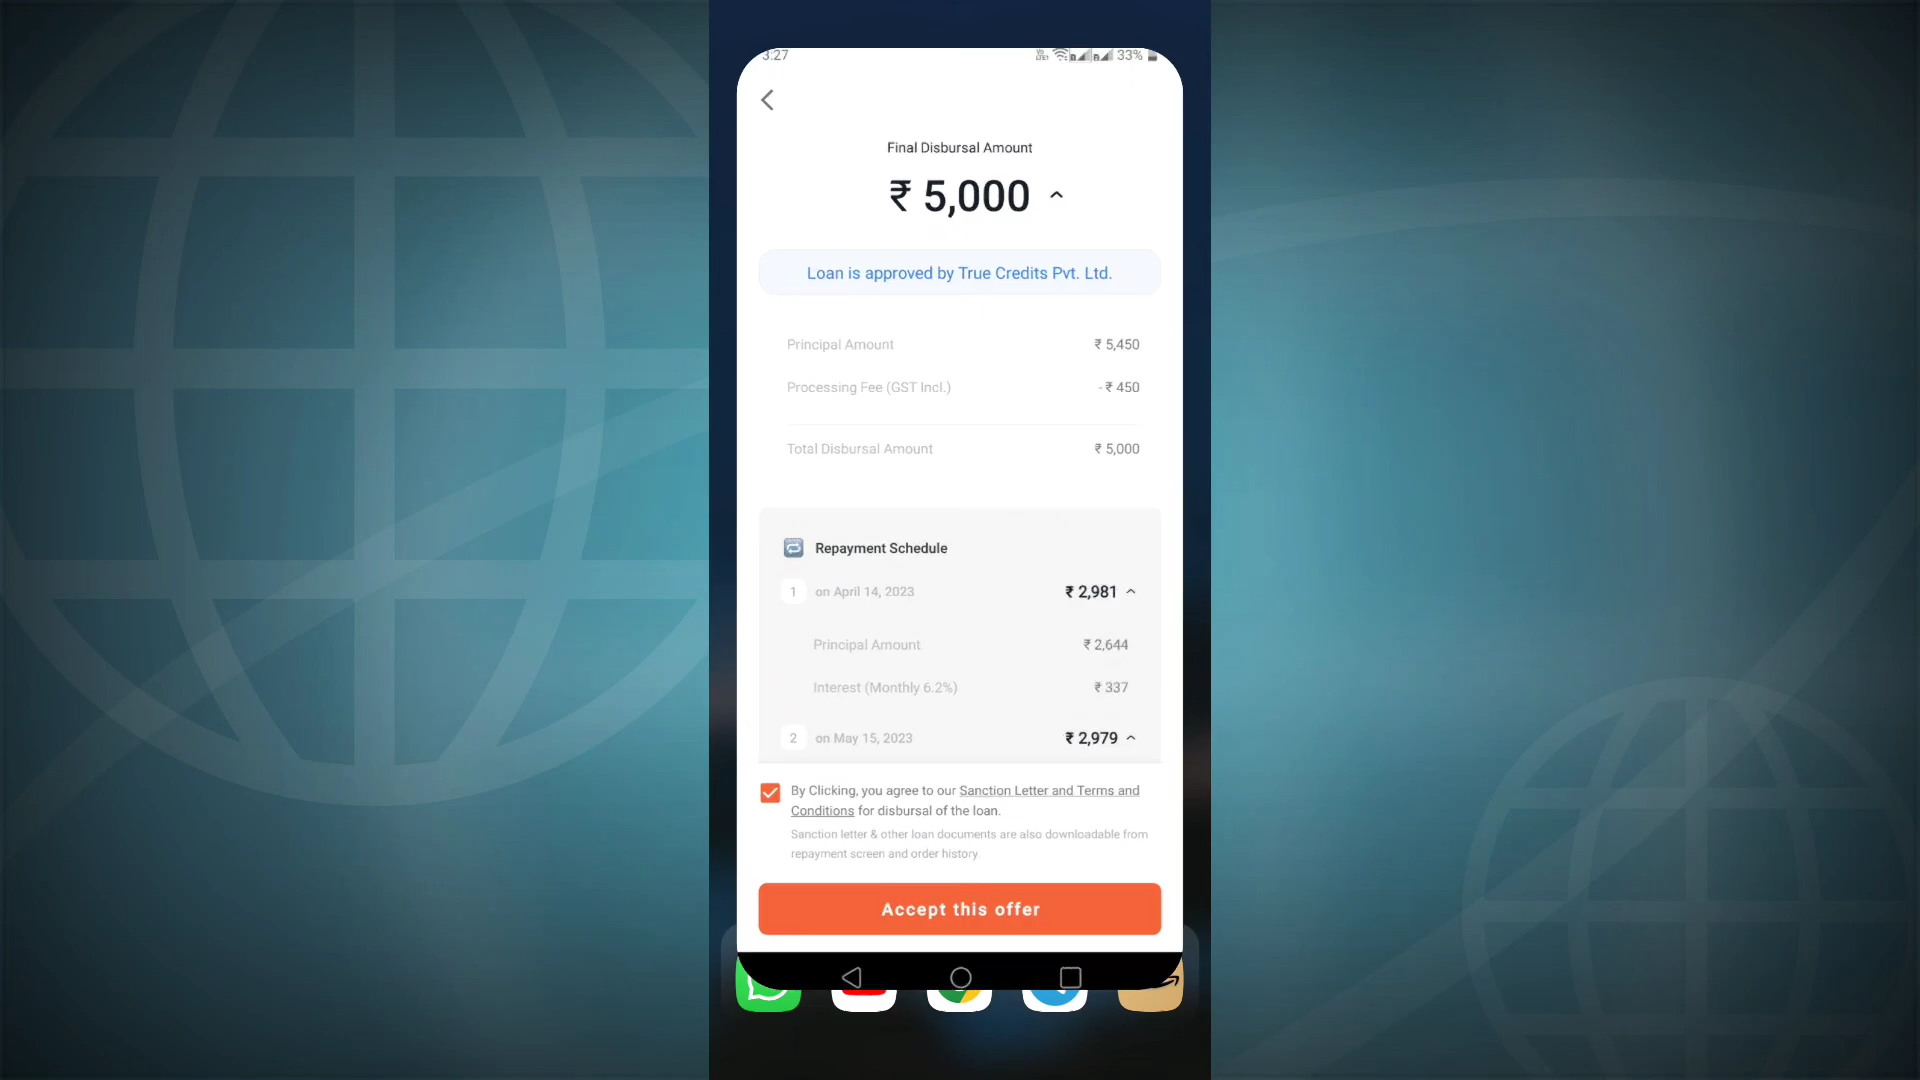 3:27 33%
Final Disbursal Amount
₹ 5,000
Loan is approved by True Credits Pvt. Ltd.
Principal Amount ₹ 5,450
Processing Fee (GST Incl.) - ₹ 450
Total Disbursal Amount ₹ 5,000
Repayment Schedule
1 on April 14, 2023 ₹ 2,981
Principal Amount ₹ 2,644
Interest (Monthly 6.2%) ₹ 337
2 on May 15, 2023 ₹ 2,979
By Clicking, you agree to our Sanction Letter and Terms and
Conditions for disbursal of the loan.
Sanction letter & other loan documents are also downloadable from
repayment screen and order history
Accept this offer